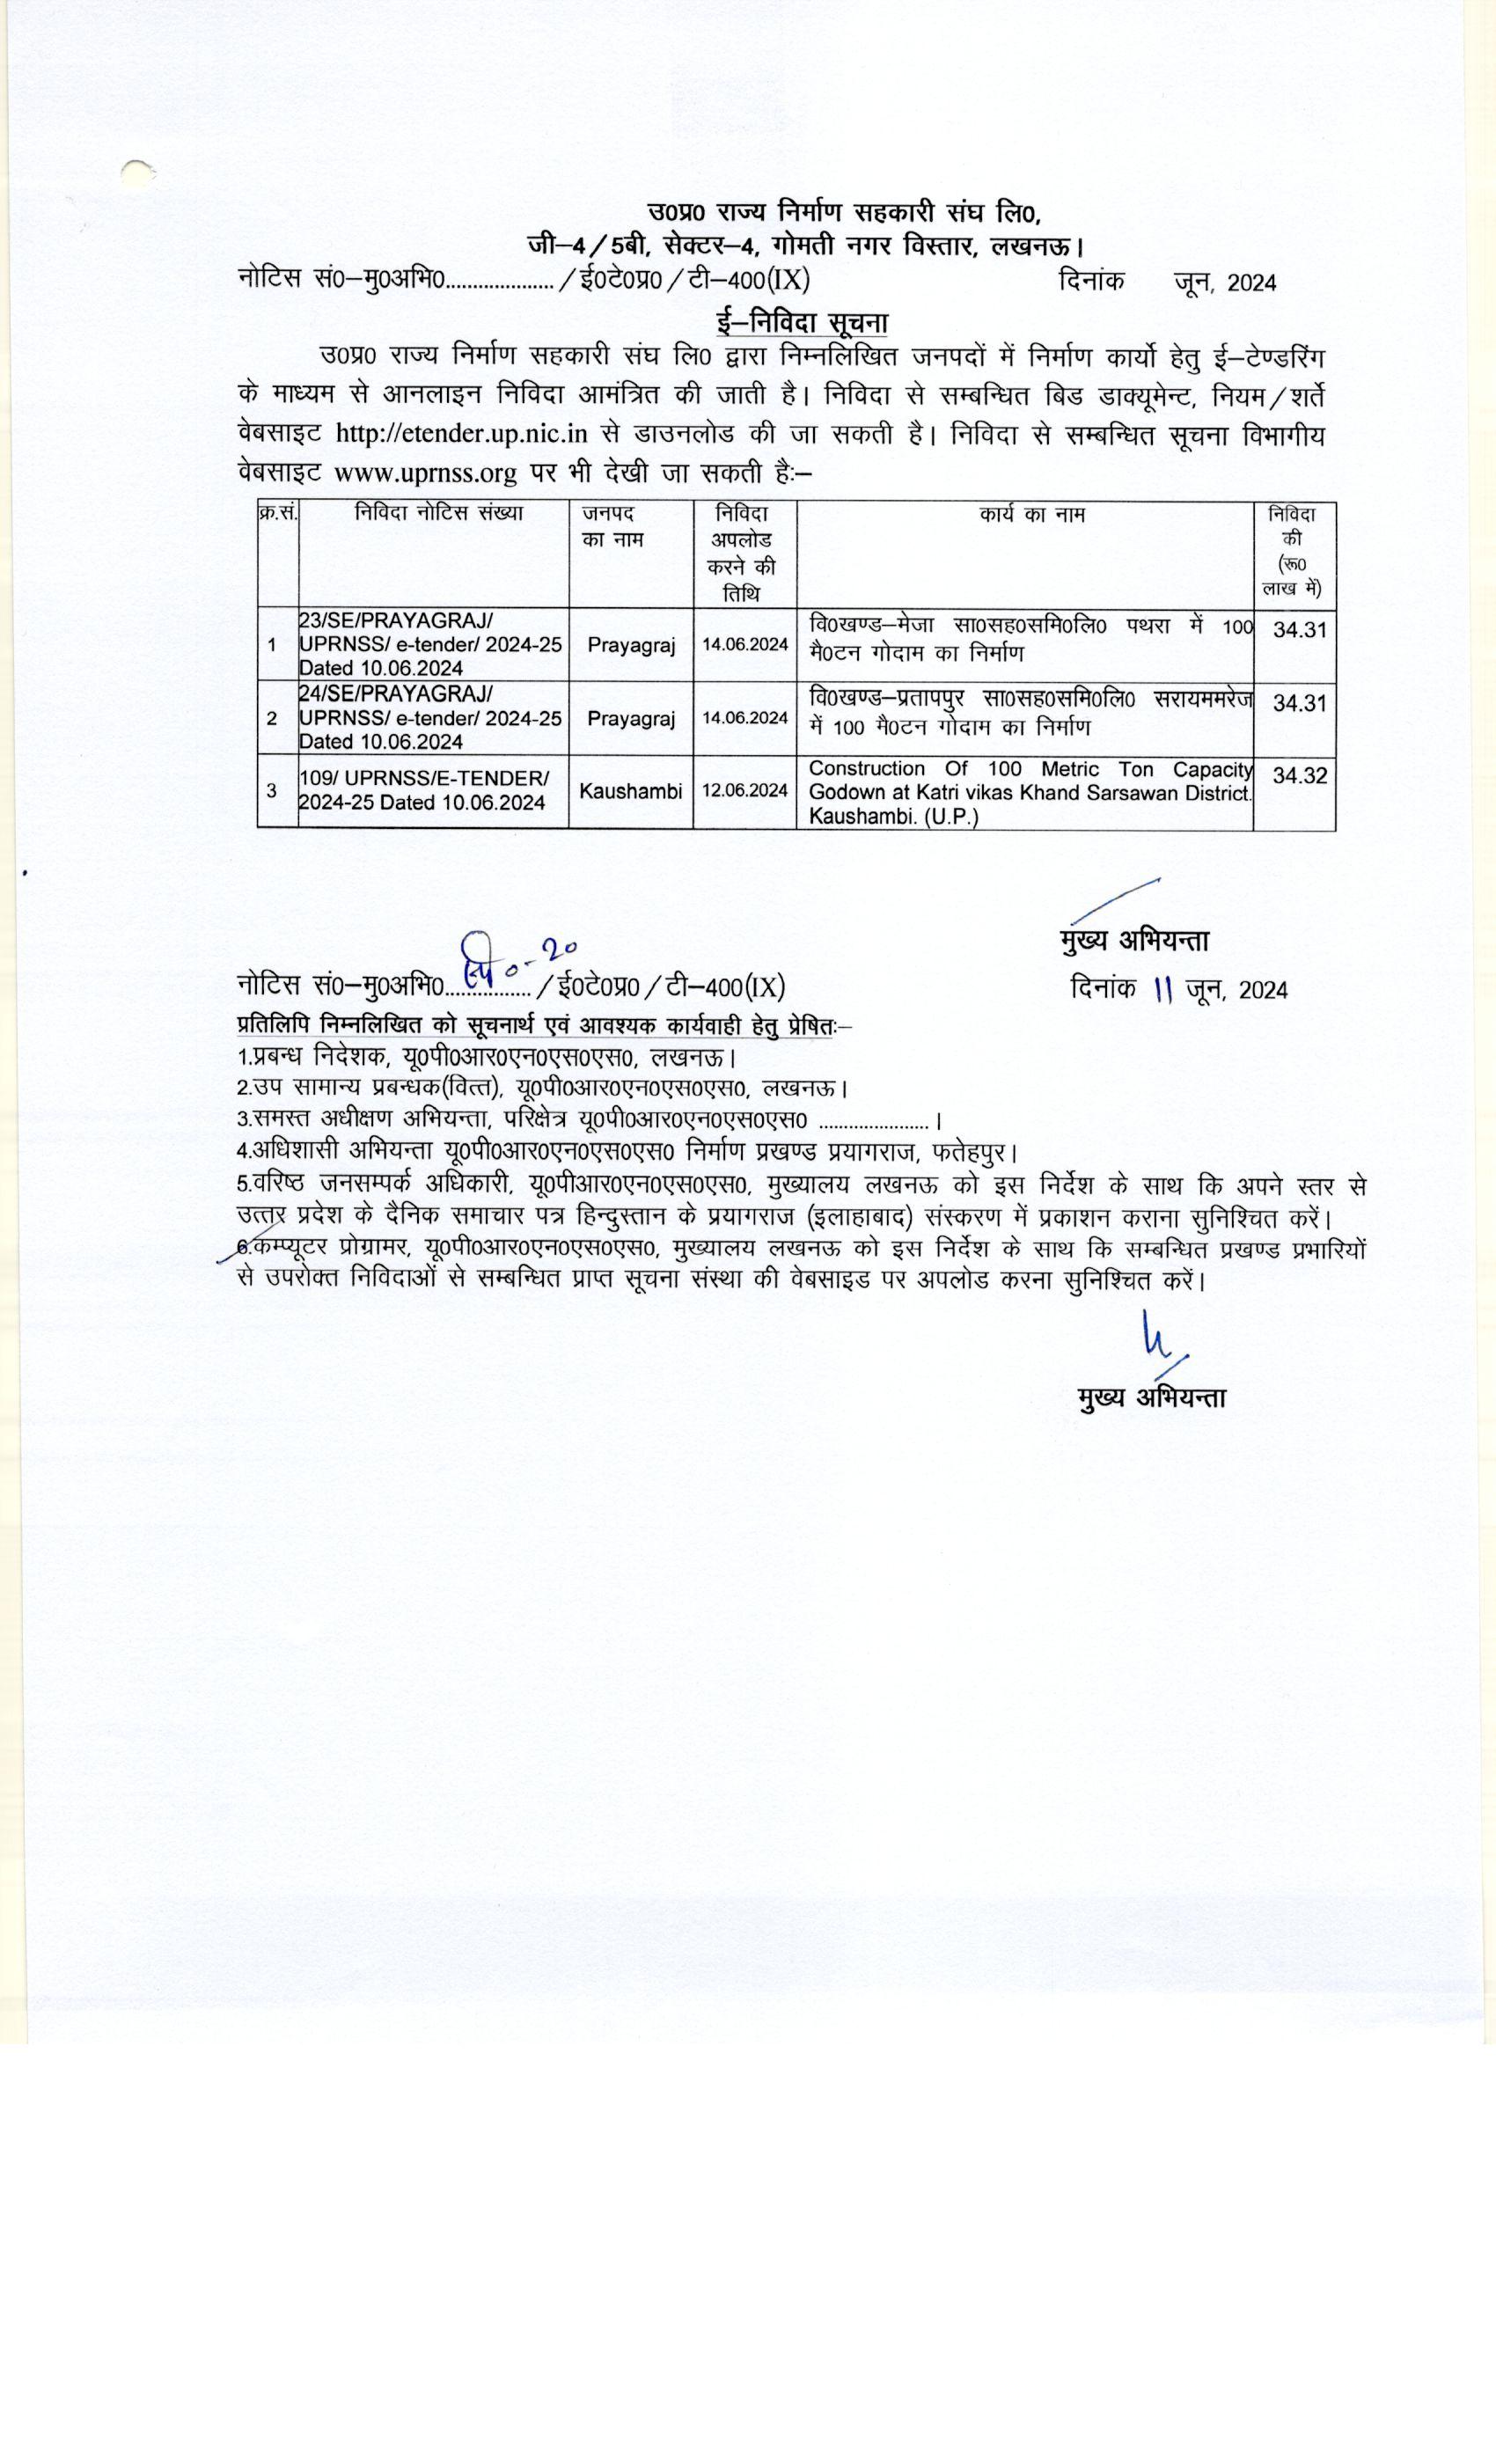 उ0प्र0 राज्य निर्माण सहकारी संघ लि0,
जी–4/5बी, सेक्टर–4, गोमती नगर विस्तार, लखनऊ।
नोटिस सं0–मु0अभि0.................../ई0टे0प्र0/टी–400(IX) दिनांक जून, 2024
ई–निविदा सूचना
उ0प्र0 राज्य निर्माण सहकारी संघ लि0 द्वारा निम्नलिखित जनपदों में निर्माण कार्यो हेतु ई–टेण्डरिंग
के माध्यम से आनलाइन निविदा आमंत्रित की जाती है। निविदा से सम्बन्धित बिड डाक्यूमेन्ट, नियम/शर्ते
वेबसाइट http://etender.up.nic.in से डाउनलोड की जा सकती है। निविदा से सम्बन्धित सूचना विभागीय
वेबसाइट www.uprnss.org पर भी देखी जा सकती हैः–
क्र.सं. निविदा नोटिस संख्या जनपद का नाम निविदा अपलोड करने की तिथि कार्य का नाम निविदा की (रू0 लाख में)
1 23/SE/PRAYAGRAJ/ UPRNSS/ e-tender/ 2024-25 Dated 10.06.2024 Prayagraj 14.06.2024 वि0खण्ड–मेजा सा0सह0समि0लि0 पथरा में 100 मै0टन गोदाम का निर्माण 34.31
2 24/SE/PRAYAGRAJ/ UPRNSS/ e-tender/ 2024-25 Dated 10.06.2024 Prayagraj 14.06.2024 वि0खण्ड–प्रतापपुर सा0सह0समि0लि0 सरायममरेज में 100 मै0टन गोदाम का निर्माण 34.31
3 109/ UPRNSS/E-TENDER/ 2024-25 Dated 10.06.2024 Kaushambi 12.06.2024 Construction Of 100 Metric Ton Capacity Godown at Katri vikas Khand Sarsawan District. Kaushambi. (U.P.) 34.32
मुख्य अभियन्ता
नोटिस सं0–मु0अभि0.............../ई0टे0प्र0/टी–400(IX) दिनांक 11 जून, 2024
प्रतिलिपि निम्नलिखित को सूचनार्थ एवं आवश्यक कार्यवाही हेतु प्रेषितः–
1.प्रबन्ध निदेशक, यू0पी0आर0एन0एस0एस0, लखनऊ।
2.उप सामान्य प्रबन्धक(वित्त), यू0पी0आर0एन0एस0एस0, लखनऊ।
3.समस्त अधीक्षण अभियन्ता, परिक्षेत्र यू0पी0आर0एन0एस0एस0 ......................।
4.अधिशासी अभियन्ता यू0पी0आर0एन0एस0एस0 निर्माण प्रखण्ड प्रयागराज, फतेहपुर।
5.वरिष्ठ जनसम्पर्क अधिकारी, यू0पीआर0एन0एस0एस0, मुख्यालय लखनऊ को इस निर्देश के साथ कि अपने स्तर से
उत्तर प्रदेश के दैनिक समाचार पत्र हिन्दुस्तान के प्रयागराज (इलाहाबाद) संस्करण में प्रकाशन कराना सुनिश्चित करें।
6.कम्प्यूटर प्रोग्रामर, यू0पी0आर0एन0एस0एस0, मुख्यालय लखनऊ को इस निर्देश के साथ कि सम्बन्धित प्रखण्ड प्रभारियों
से उपरोक्त निविदाओं से सम्बन्धित प्राप्त सूचना संस्था की वेबसाइड पर अपलोड करना सुनिश्चित करें।
मुख्य अभियन्ता